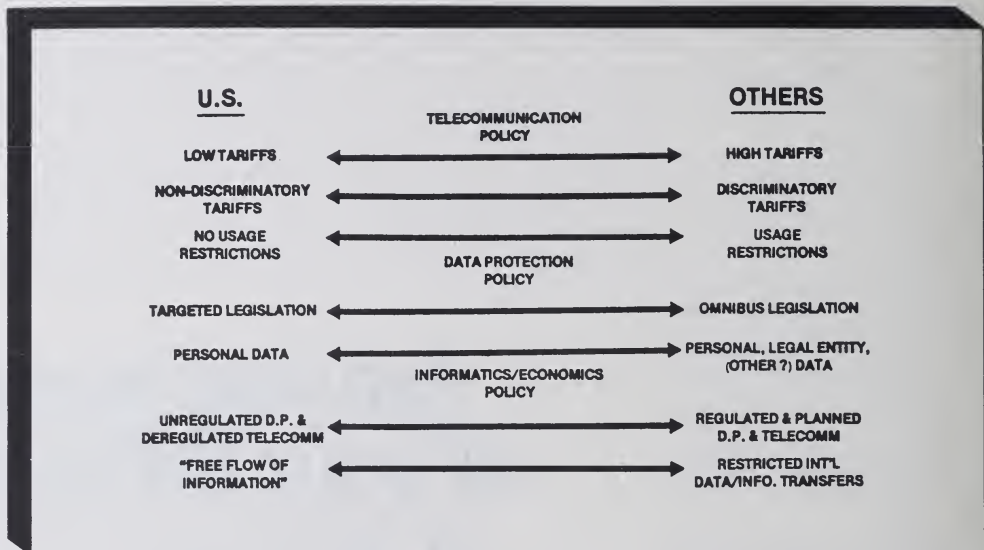 U.S.
OTHERS
TELECOMMUNICATION
POLICY
LOW TARIFFS
HIGH TARIFFS
NON-DISCRIMINATORY
TARIFFS
DISCRIMINATORY
TARIFFS
NO USAGE
RESTRICTIONS
USAGE
RESTRICTIONS
DATA PROTECTION
POLICY
TARGETED LEGISLATION
OMNIBUS LEGISLATION
PERSONAL DATA
PERSONAL, LEGAL ENTITY,
(OTHER ?) DATA
INFORMATICS/ECONOMICS
POLICY
UNREGULATED D.P. &
DEREGULATED TELECOMM
REGULATED & PLANNED
D.P. & TELECOMM
"FREE FLOW OF
INFORMATION"
RESTRICTED INT'L
DATA/INFO. TRANSFERS